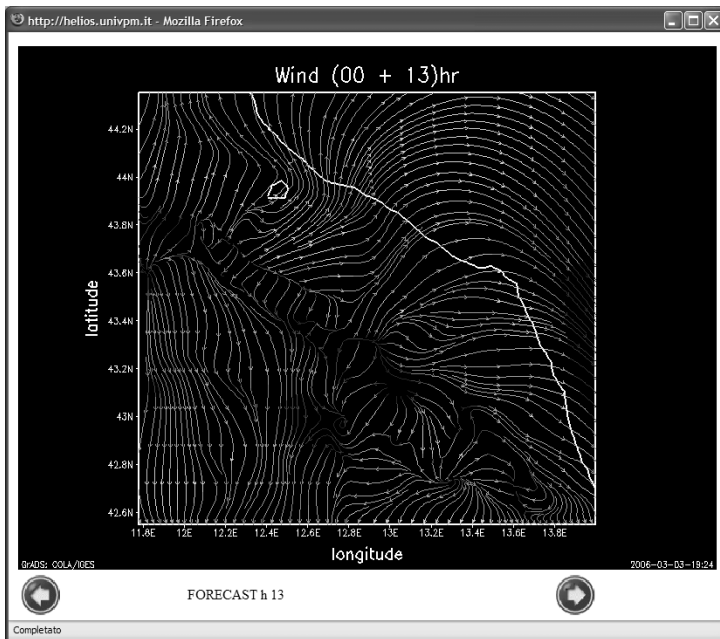 http://helios.univpm.it - Mozilla Firefox
Wind (00 + 13)hr
44.2N
44N
43.8N
43.6N
43.4N
43.2N
43N
42.8N
42.6N
latitude
11.8E 12E 12.2E 12.4E 12.6E 12.8E 13E 13.2E 13.4E 13.6E 13.8E
longitude
GrADS: COLA/IGES 2006-03-03-19:24
FORECAST h 13
Completato